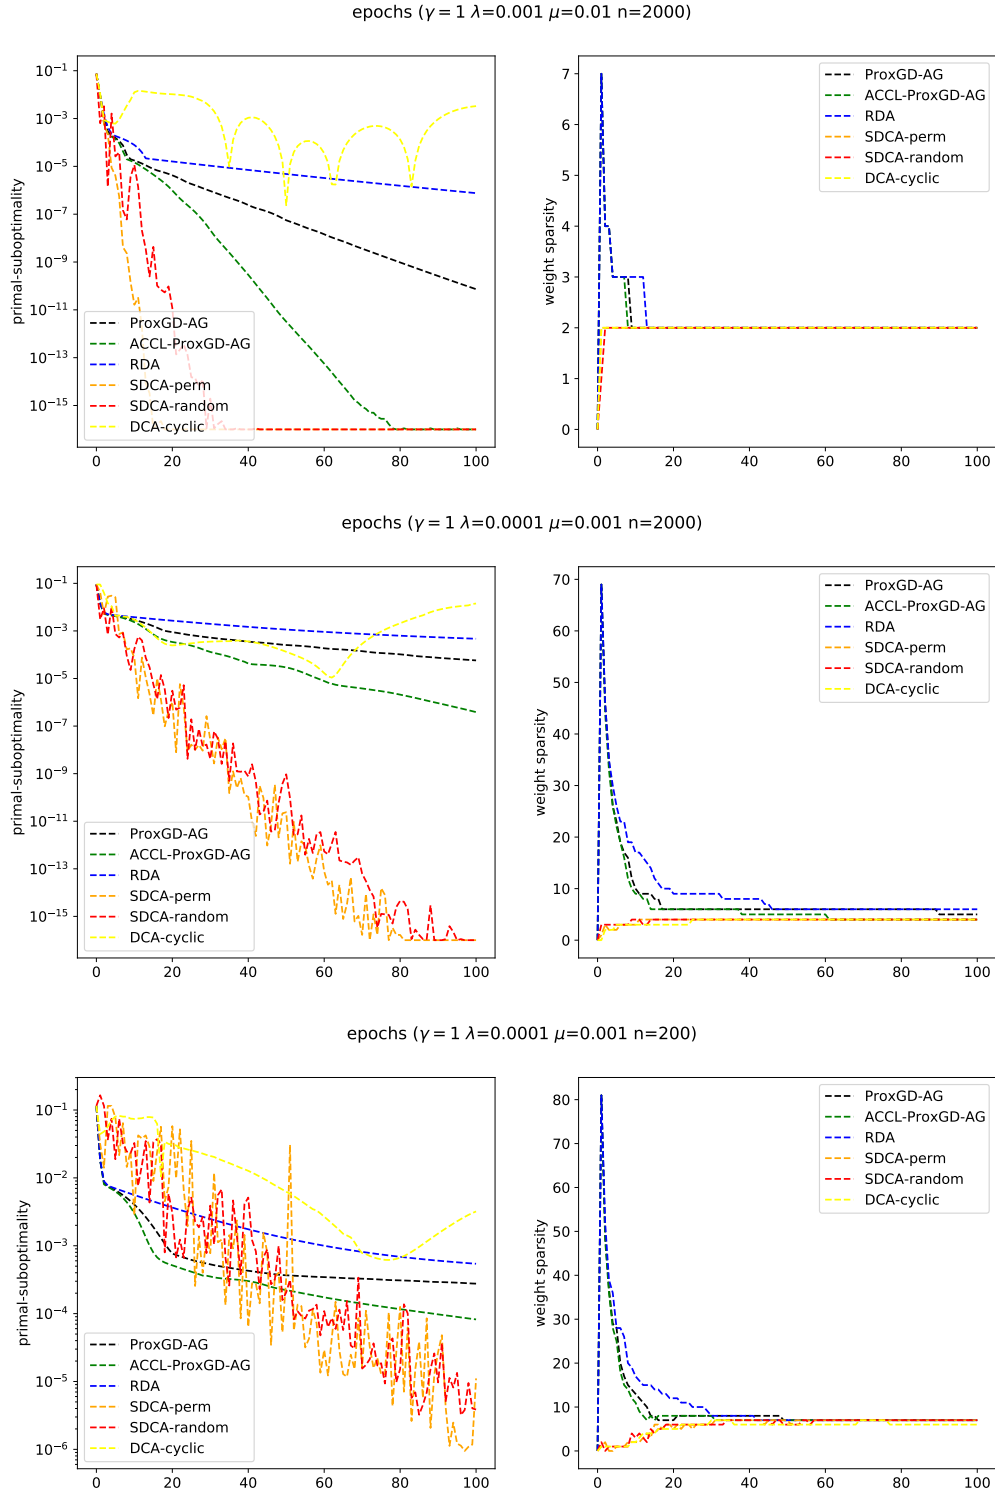 epochs (γ = 1 λ=0.001 μ=0.01 n=2000)
primal-suboptimality
10⁻¹
10⁻³
10⁻⁵
10⁻⁷
10⁻⁹
10⁻¹¹
10⁻¹³
10⁻¹⁵
ProxGD-AG
ACCL-ProxGD-AG
RDA
SDCA-perm
SDCA-random
DCA-cyclic
0 20 40 60 80 100
weight sparsity
7
6
5
4
3
2
1
0
ProxGD-AG
ACCL-ProxGD-AG
RDA
SDCA-perm
SDCA-random
DCA-cyclic
0 20 40 60 80 100
epochs (γ = 1 λ=0.0001 μ=0.001 n=2000)
primal-suboptimality
10⁻¹
10⁻³
10⁻⁵
10⁻⁷
10⁻⁹
10⁻¹¹
10⁻¹³
10⁻¹⁵
ProxGD-AG
ACCL-ProxGD-AG
RDA
SDCA-perm
SDCA-random
DCA-cyclic
0 20 40 60 80 100
weight sparsity
70
60
50
40
30
20
10
0
ProxGD-AG
ACCL-ProxGD-AG
RDA
SDCA-perm
SDCA-random
DCA-cyclic
0 20 40 60 80 100
epochs (γ = 1 λ=0.0001 μ=0.001 n=200)
primal-suboptimality
10⁻¹
10⁻²
10⁻³
10⁻⁴
10⁻⁵
10⁻⁶
ProxGD-AG
ACCL-ProxGD-AG
RDA
SDCA-perm
SDCA-random
DCA-cyclic
0 20 40 60 80 100
weight sparsity
80
70
60
50
40
30
20
10
0
ProxGD-AG
ACCL-ProxGD-AG
RDA
SDCA-perm
SDCA-random
DCA-cyclic
0 20 40 60 80 100